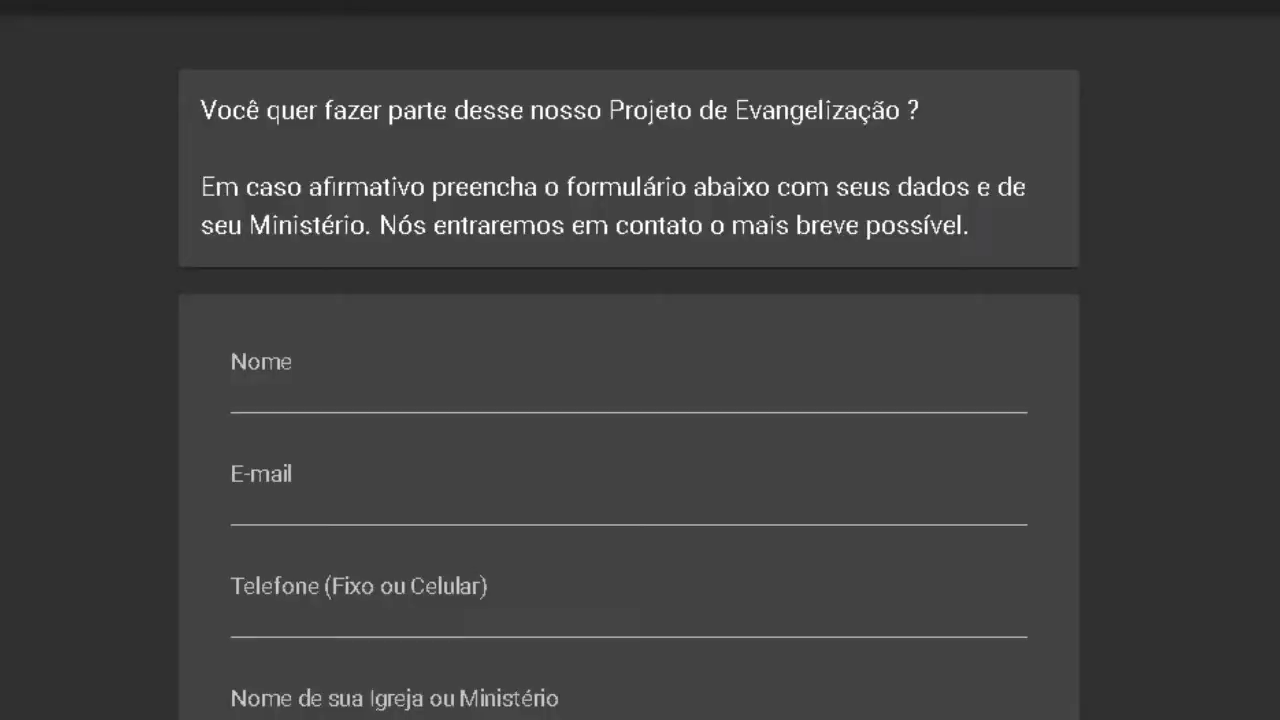 Você quer fazer parte desse nosso Projeto de Evangelização ?
Em caso afirmativo preencha o formulário abaixo com seus dados e de
seu Ministério. Nós entraremos em contato o mais breve possível.
Nome
E-mail
Telefone (Fixo ou Celular)
Nome de sua Igreja ou Ministério